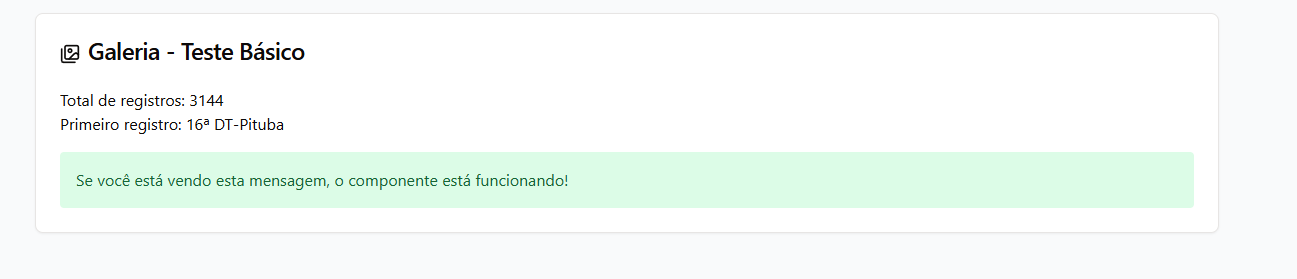 Galeria - Teste Básico
Total de registros: 3144
Primeiro registro: 16ª DT-Pituba
Se você está vendo esta mensagem, o componente está funcionando!